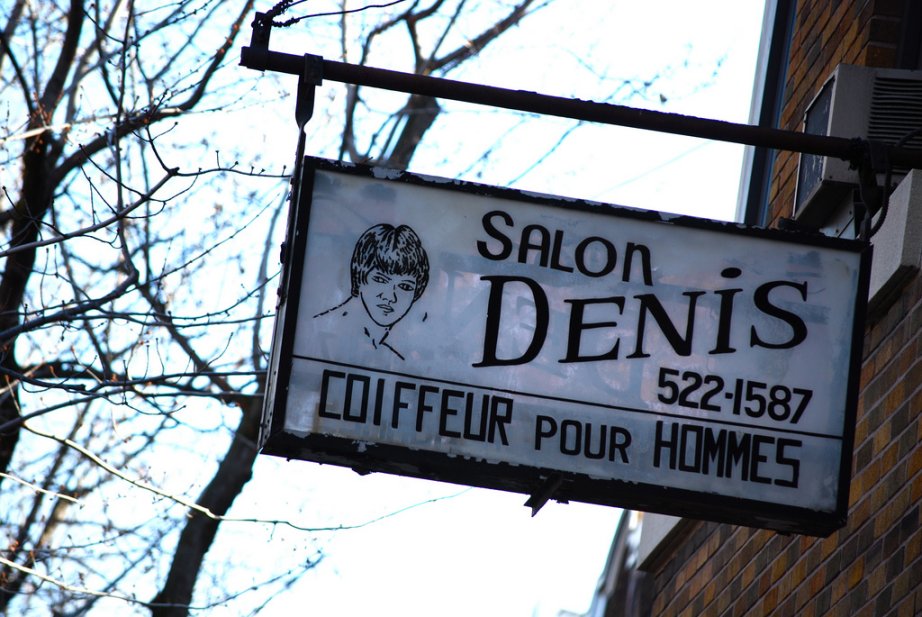 SALON
DENIS
522-1587
COIFFEUR POUR HOMMES